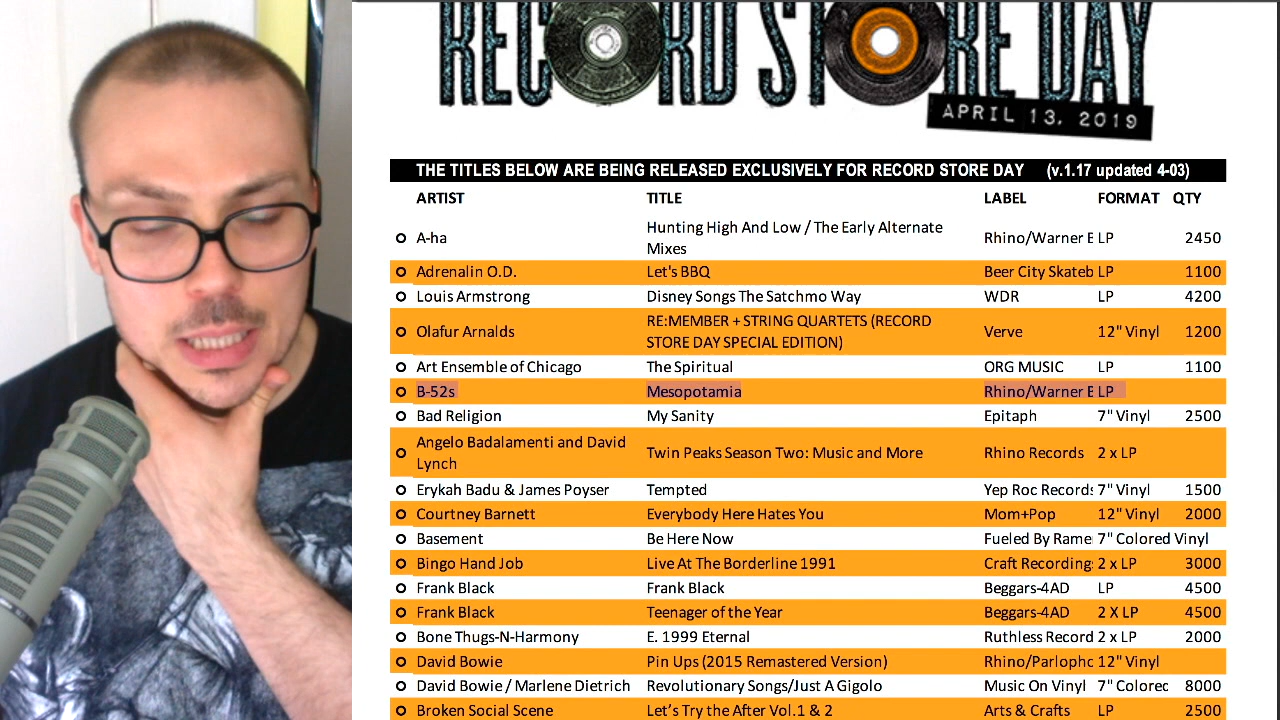 RECORD STORE DAY
APRIL 13, 2019
THE TITLES BELOW ARE BEING RELEASED EXCLUSIVELY FOR RECORD STORE DAY (v.1.17 updated 4-03)
ARTIST TITLE LABEL FORMAT QTY
A-ha Hunting High And Low / The Early Alternate Mixes Rhino/Warner B LP 2450
Adrenalin O.D. Let's BBQ Beer City Skateb LP 1100
Louis Armstrong Disney Songs The Satchmo Way WDR LP 4200
Olafur Arnalds RE:MEMBER + STRING QUARTETS (RECORD STORE DAY SPECIAL EDITION) Verve 12" Vinyl 1200
Art Ensemble of Chicago The Spiritual ORG MUSIC LP 1100
B-52s Mesopotamia Rhino/Warner B LP
Bad Religion My Sanity Epitaph 7" Vinyl 2500
Angelo Badalamenti and David Lynch Twin Peaks Season Two: Music and More Rhino Records 2 x LP
Erykah Badu & James Poyser Tempted Yep Roc Records 7" Vinyl 1500
Courtney Barnett Everybody Here Hates You Mom+Pop 12" Vinyl 2000
Basement Be Here Now Fueled By Rame 7" Colored Vinyl
Bingo Hand Job Live At The Borderline 1991 Craft Recording 2 x LP 3000
Frank Black Frank Black Beggars-4AD LP 4500
Frank Black Teenager of the Year Beggars-4AD 2 X LP 4500
Bone Thugs-N-Harmony E. 1999 Eternal Ruthless Record 2 x LP 2000
David Bowie Pin Ups (2015 Remastered Version) Rhino/Parlopho 12" Vinyl
David Bowie / Marlene Dietrich Revolutionary Songs/Just A Gigolo Music On Vinyl 7" Colored 8000
Broken Social Scene Let's Try the After Vol.1 & 2 Arts & Crafts LP 2500